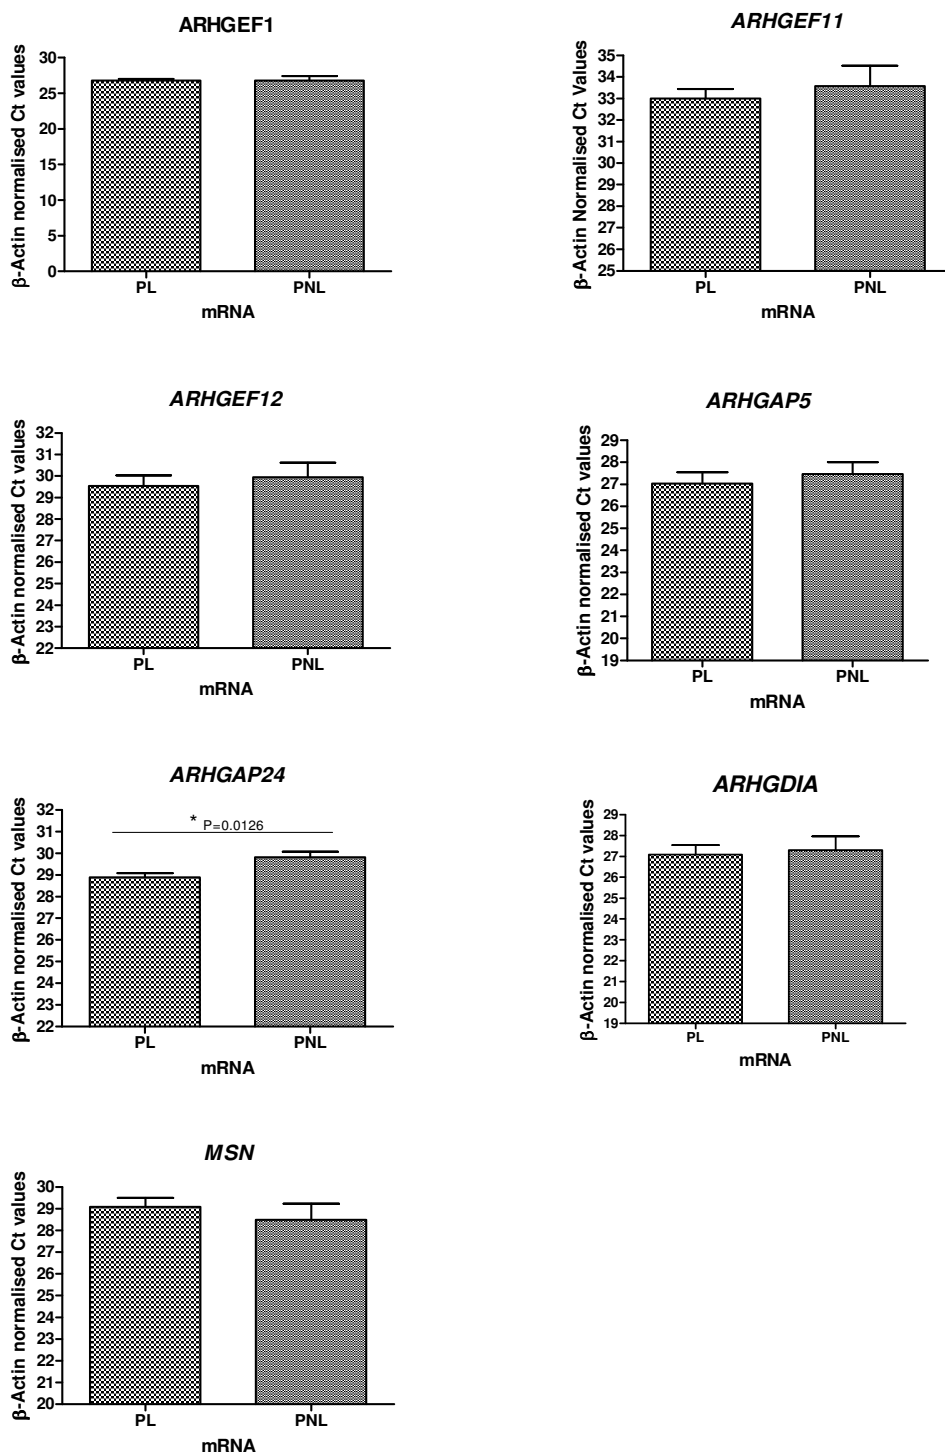 ARHGEF1
β-Actin normalised Ct values
30
25
20
15
10
5
0
PL PNL
mRNA
ARHGEF11
β-Actin Normalised Ct Values
35
34
33
32
31
30
29
28
27
26
25
PL PNL
mRNA
ARHGEF12
β-Actin normalised Ct values
32
31
30
29
28
27
26
25
24
23
22
PL PNL
mRNA
ARHGAP5
β-Actin normalised Ct values
29
28
27
26
25
24
23
22
21
20
19
PL PNL
mRNA
ARHGAP24
β-Actin normalised Ct values
* P=0.0126
32
31
30
29
28
27
26
25
24
23
22
PL PNL
mRNA
ARHGDIA
β-Actin normalised Ct values
29
28
27
26
25
24
23
22
21
20
19
PL PNL
mRNA
MSN
β-Actin normalised Ct values
30
29
28
27
26
25
24
23
22
21
20
PL PNL
mRNA